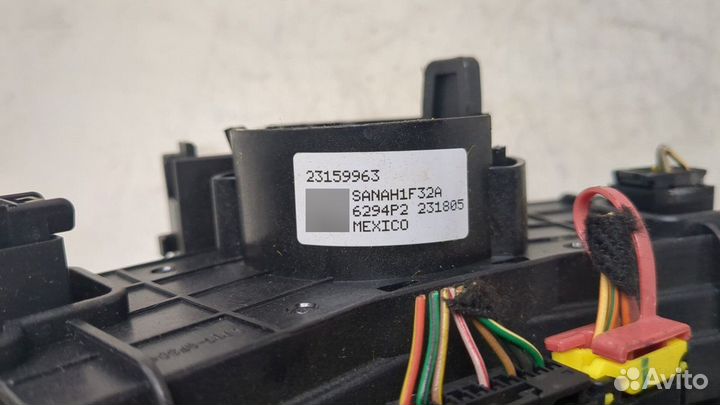 23159963
SANAH1F32A
6294P2 231805
MEXICO
Avito